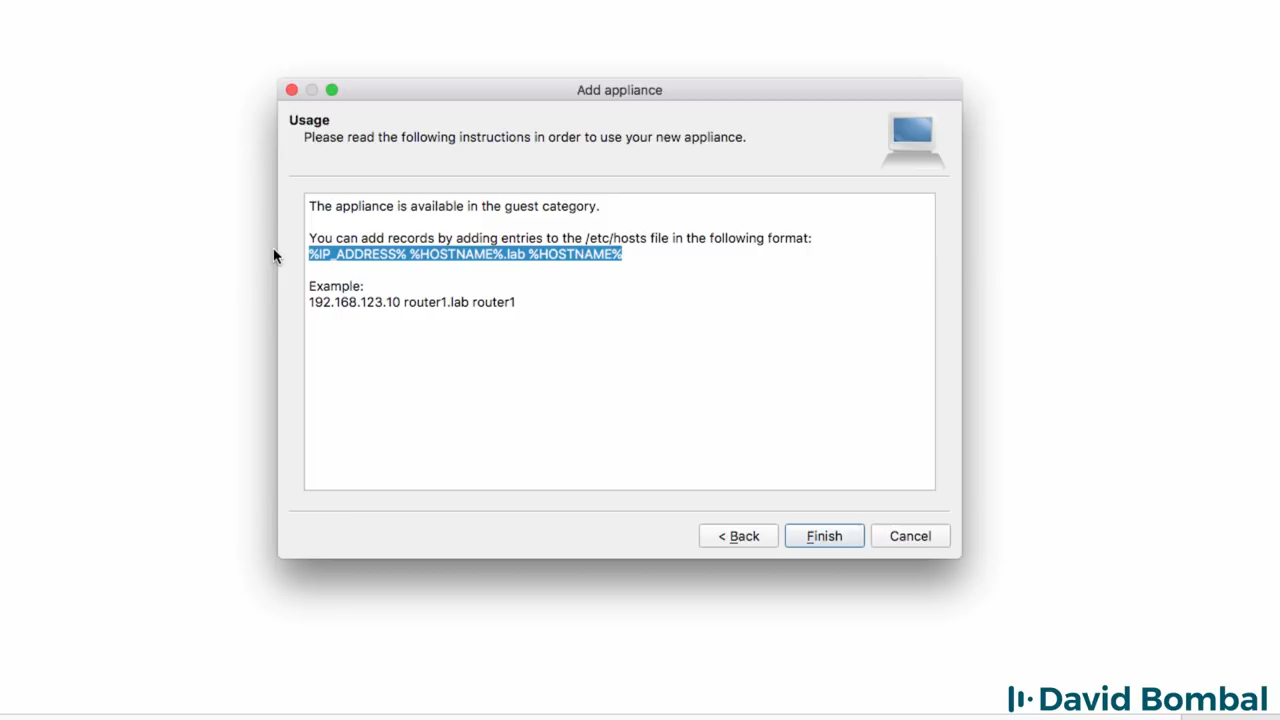 Add appliance
Usage
Please read the following instructions in order to use your new appliance.
The appliance is available in the guest category.
You can add records by adding entries to the /etc/hosts file in the following format:
%IP_ADDRESS% %HOSTNAME%.lab %HOSTNAME%
Example:
192.168.123.10 router1.lab router1
< Back
Finish
Cancel
David Bombal